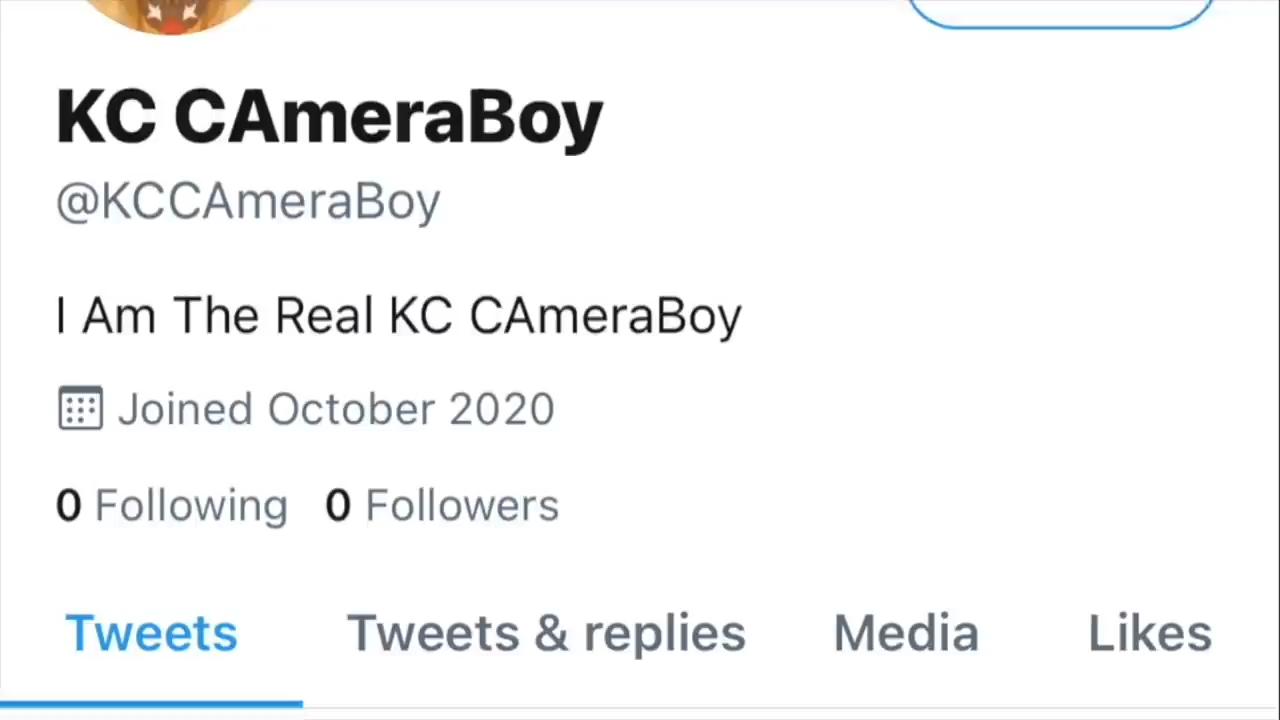 KC CAmeraBoy
@KCCAmeraBoy
I Am The Real KC CAmeraBoy
Joined October 2020
0 Following 0 Followers
Tweets Tweets & replies Media Likes